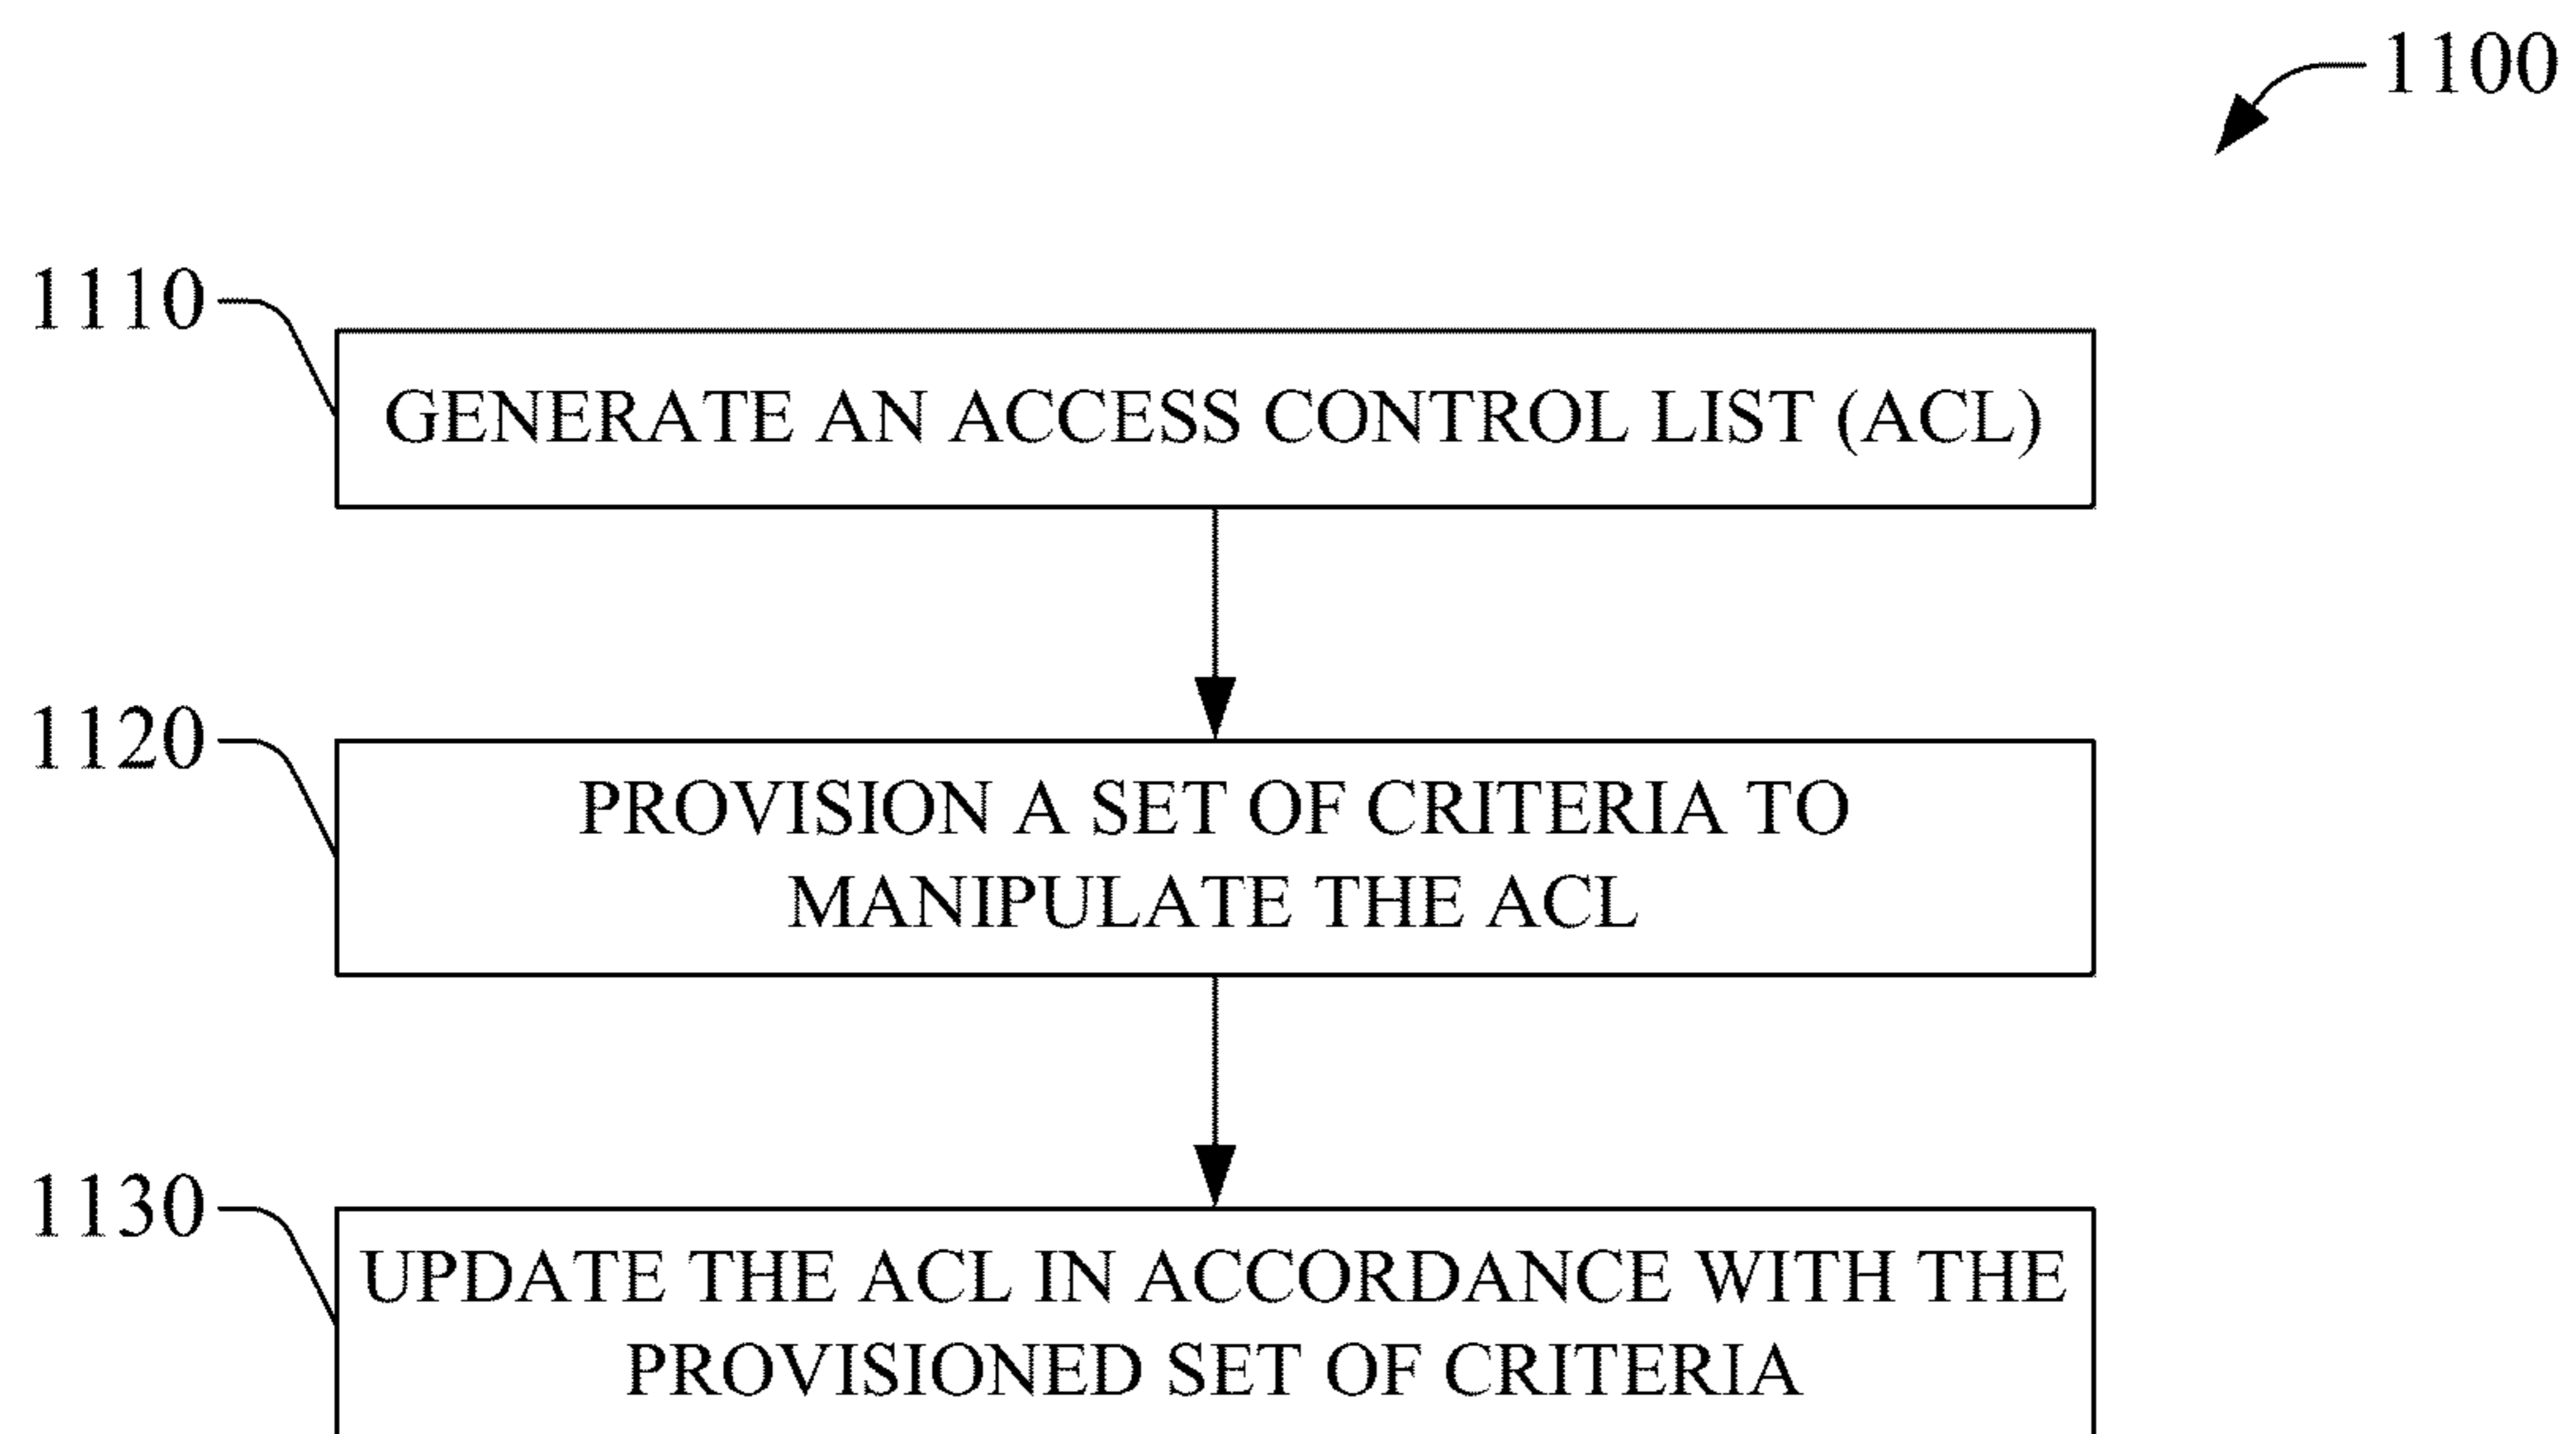 1100
1110
GENERATE AN ACCESS CONTROL LIST (ACL)
1120
PROVISION A SET OF CRITERIA TO
MANIPULATE THE ACL
1130
UPDATE THE ACL IN ACCORDANCE WITH THE
PROVISIONED SET OF CRITERIA